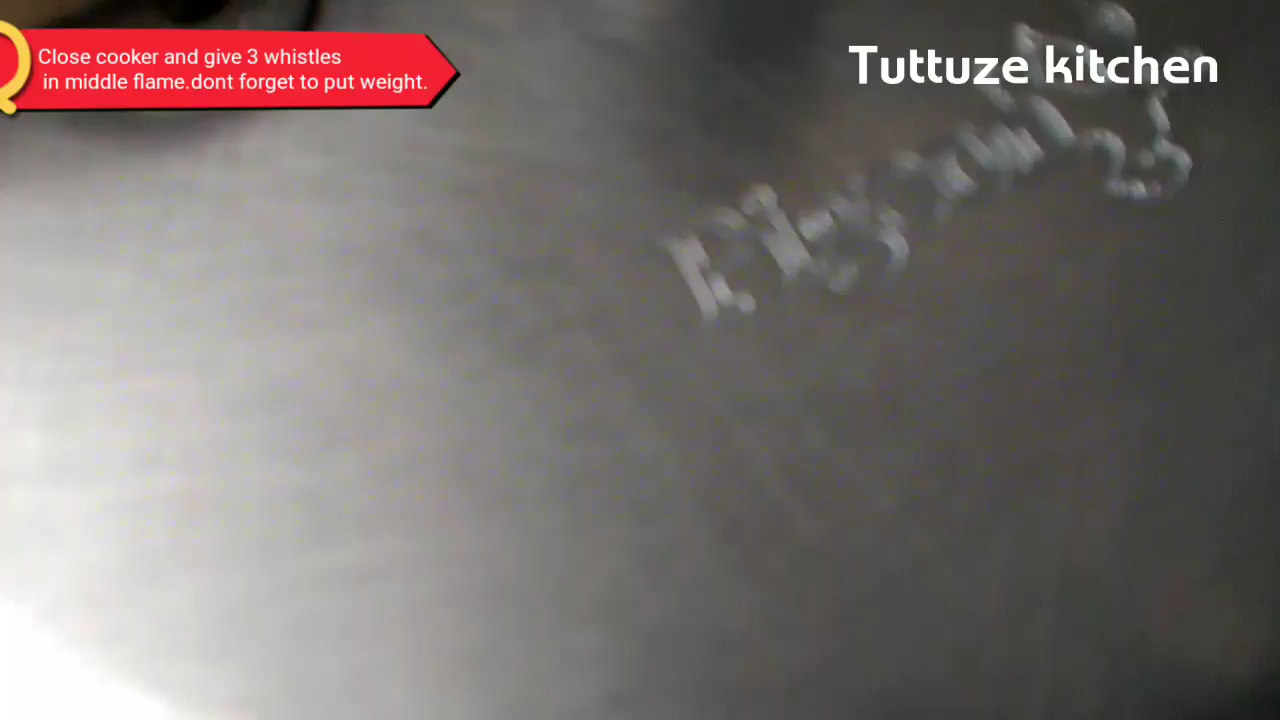 Close cooker and give 3 whistles
in middle flame.dont forget to put weight.
Tuttuze kitchen